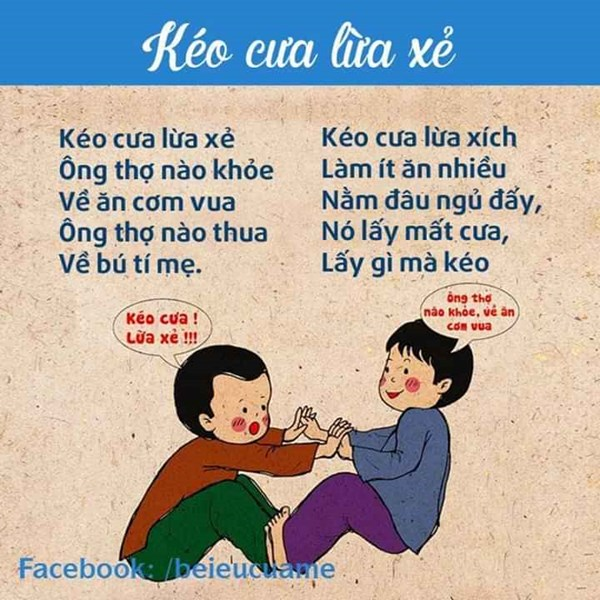 Kéo cưa lừa xẻ
Kéo cưa lừa xẻ
Ông thợ nào khỏe
Về ăn cơm vua
Ông thợ nào thua
Về bú tí mẹ.
Kéo cưa lừa xích
Làm ít ăn nhiều
Nằm đâu ngủ đấy,
Nó lấy mất cưa,
Lấy gì mà kéo
Kéo cưa !
Lừa xẻ !!!
Ông thợ
nào khỏe, về ăn
cơm vua
Facebook: /beieucuame